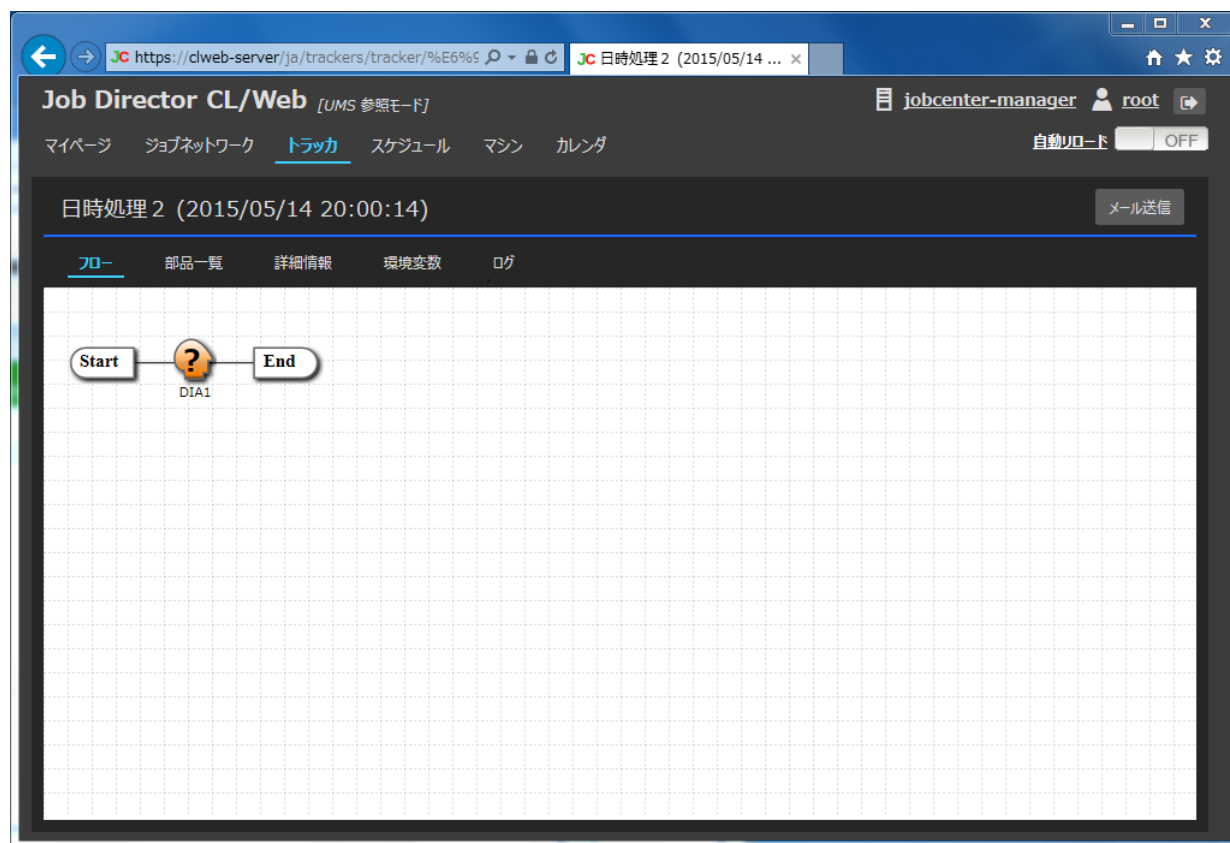 JC https://clweb-server/ja/trackers/tracker/%E6%9 JC 日時処理2 (2015/05/14 ... ×
Job Director CL/Web [UMS 参照モード] jobcenter-manager root
マイページ ジョブネットワーク トラッカ スケジュール マシン カレンダ 自動リロード OFF
日時処理2 (2015/05/14 20:00:14) メール送信
フロー 部品一覧 詳細情報 環境変数 ログ
Start ? End
DIA1